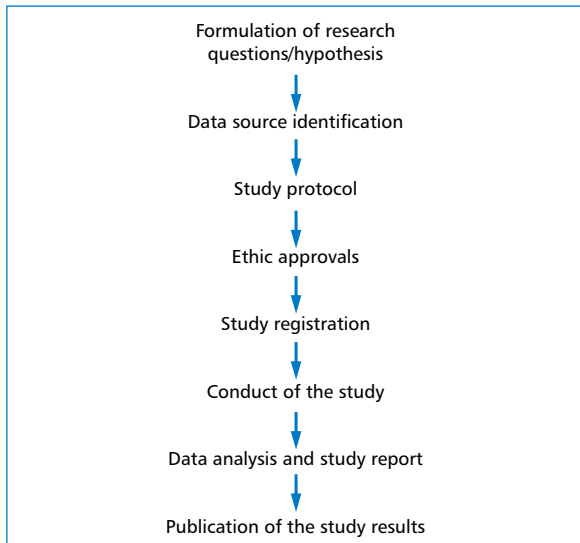 Formulation of research
questions/hypothesis
Data source identification
Study protocol
Ethic approvals
Study registration
Conduct of the study
Data analysis and study report
Publication of the study results